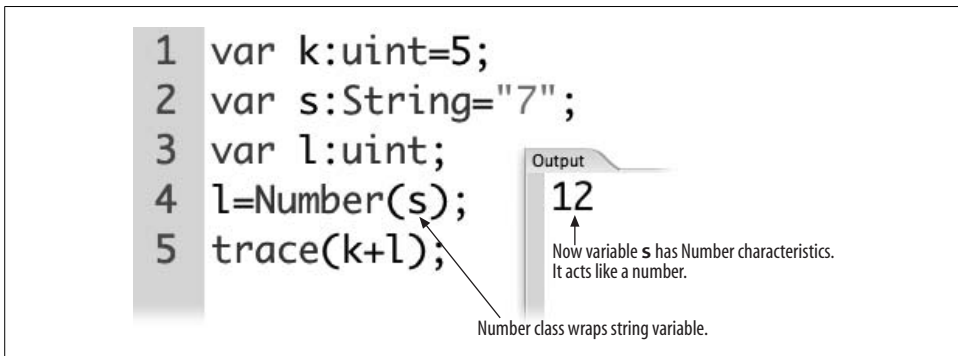 1 var k:uint=5;
2 var s:String="7";
3 var l:uint;
4 l=Number(s);
5 trace(k+l);
Output
12
Now variable s has Number characteristics.
It acts like a number.
Number class wraps string variable.